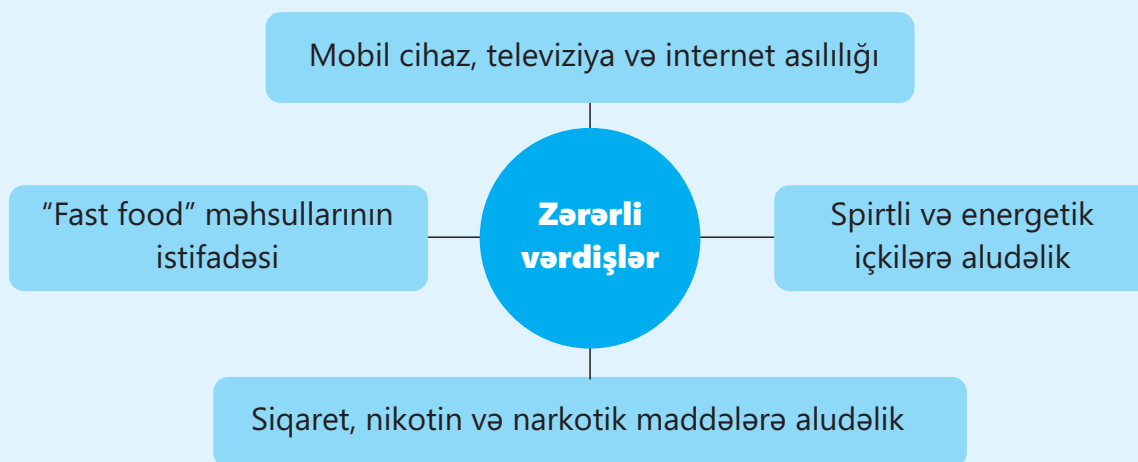 Mobil cihaz, televiziya və internet asılılığı
“Fast food” məhsullarının
istifadəsi
Zərərli
vərdişlər
Spirtli və energetik
içkilərə aludəlik
Siqaret, nikotin və narkotik maddələrə aludəlik